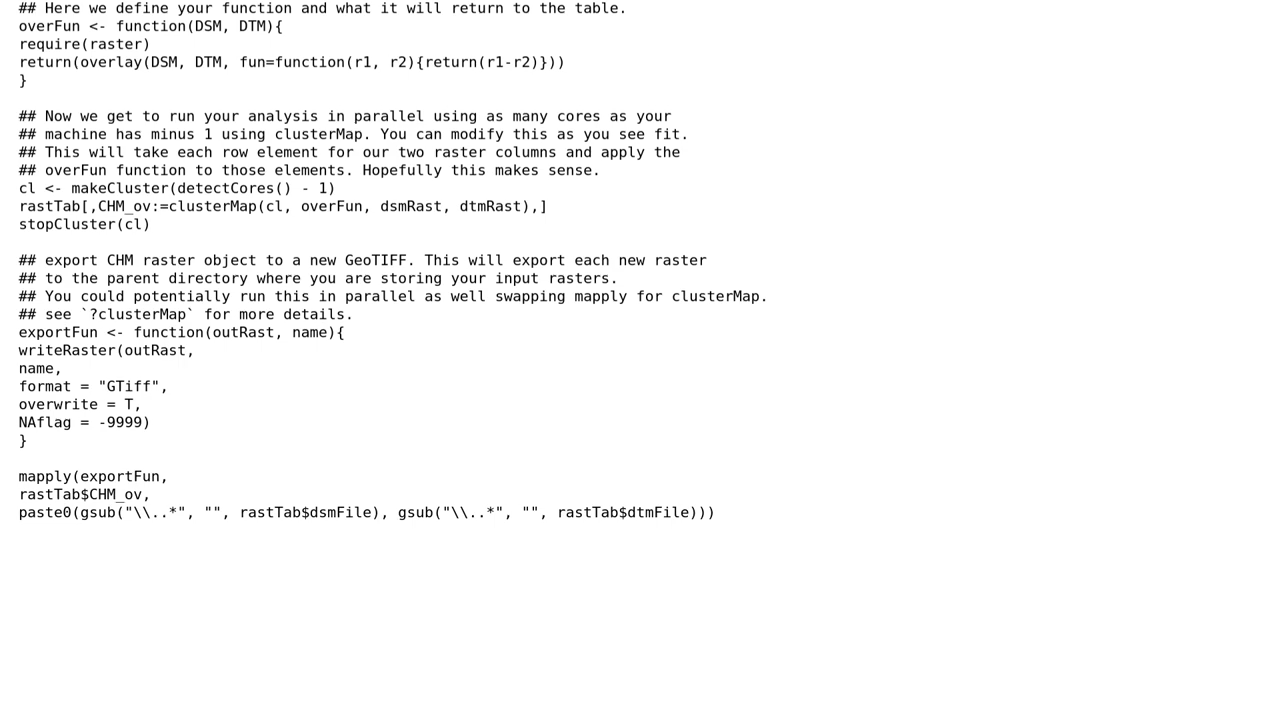 ## Here we define your function and what it will return to the table.
overFun <- function(DSM, DTM){
require(raster)
return(overlay(DSM, DTM, fun=function(r1, r2){return(r1-r2)}))
}

## Now we get to run your analysis in parallel using as many cores as your
## machine has minus 1 using clusterMap. You can modify this as you see fit.
## This will take each row element for our two raster columns and apply the
## overFun function to those elements. Hopefully this makes sense.
cl <- makeCluster(detectCores() - 1)
rastTab[,CHM_ov:=clusterMap(cl, overFun, dsmRast, dtmRast),]
stopCluster(cl)

## export CHM raster object to a new GeoTIFF. This will export each new raster
## to the parent directory where you are storing your input rasters.
## You could potentially run this in parallel as well swapping mapply for clusterMap.
## see `?clusterMap` for more details.
exportFun <- function(outRast, name){
writeRaster(outRast,
name,
format = "GTiff",
overwrite = T,
NAflag = -9999)
}

mapply(exportFun,
rastTab$CHM_ov,
paste0(gsub("\\..*", "", rastTab$dsmFile), gsub("\\..*", "", rastTab$dtmFile)))